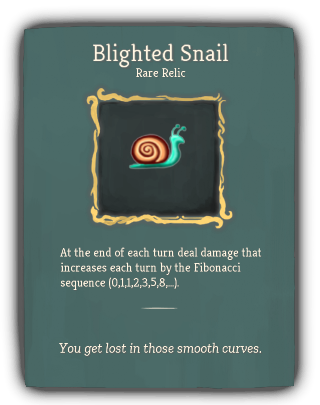 Blighted Snail
Rare Relic
At the end of each turn deal damage that
increases each turn by the Fibonacci
sequence (0,1,1,2,3,5,8,...).
You get lost in those smooth curves.